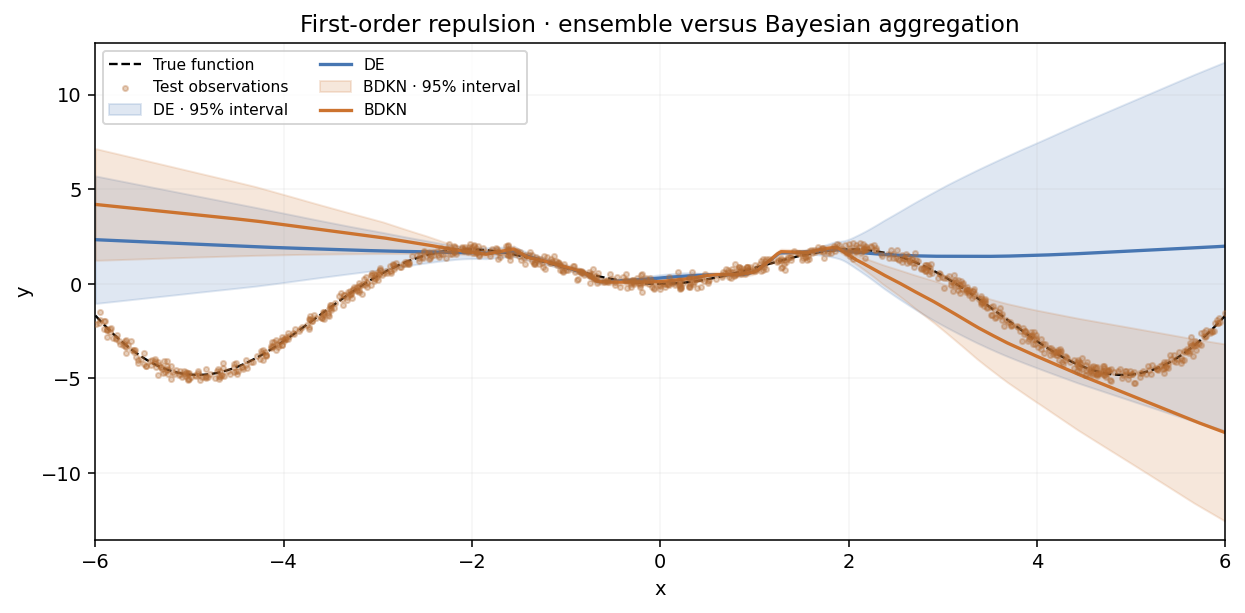 First-order repulsion · ensemble versus Bayesian aggregation
True function
Test observations
DE · 95% interval
DE
BDKN · 95% interval
BDKN
10
5
0
−5
−10
y
−6
−4
−2
0
2
4
6
x